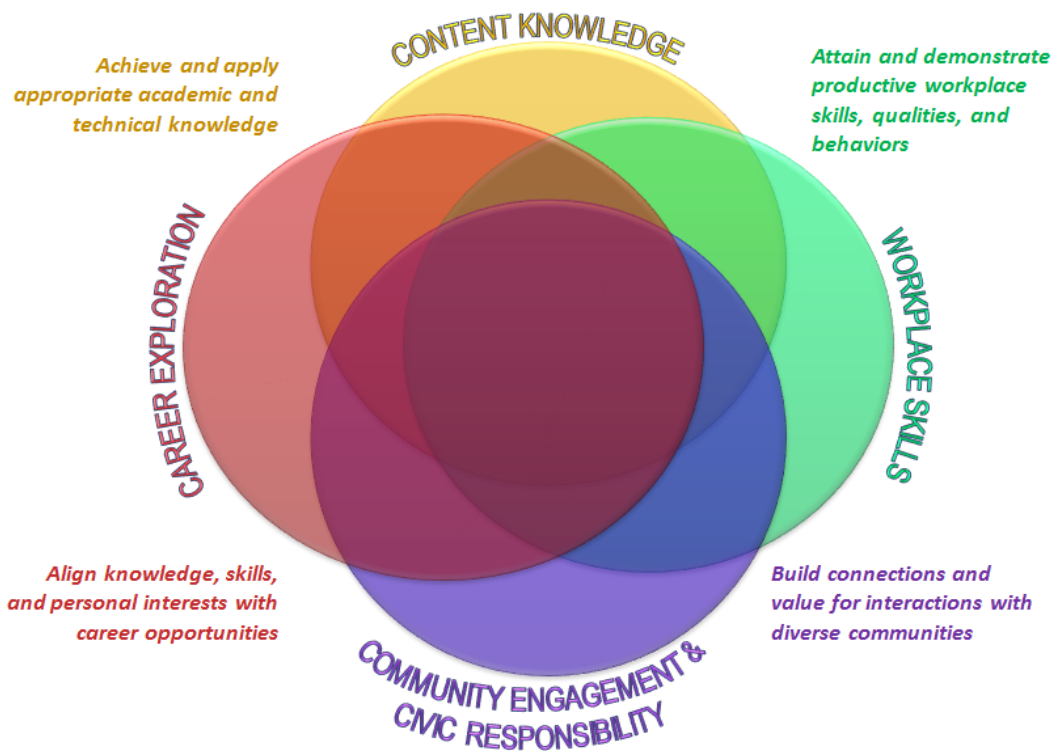 CONTENT KNOWLEDGE
Achieve and apply
appropriate academic and
technical knowledge
Attain and demonstrate
productive workplace
skills, qualities, and
behaviors
CAREER EXPLORATION
WORKPLACE SKILLS
Align knowledge, skills,
and personal interests with
career opportunities
Build connections and
value for interactions with
diverse communities
COMMUNITY ENGAGEMENT &
CIVIC RESPONSIBILITY